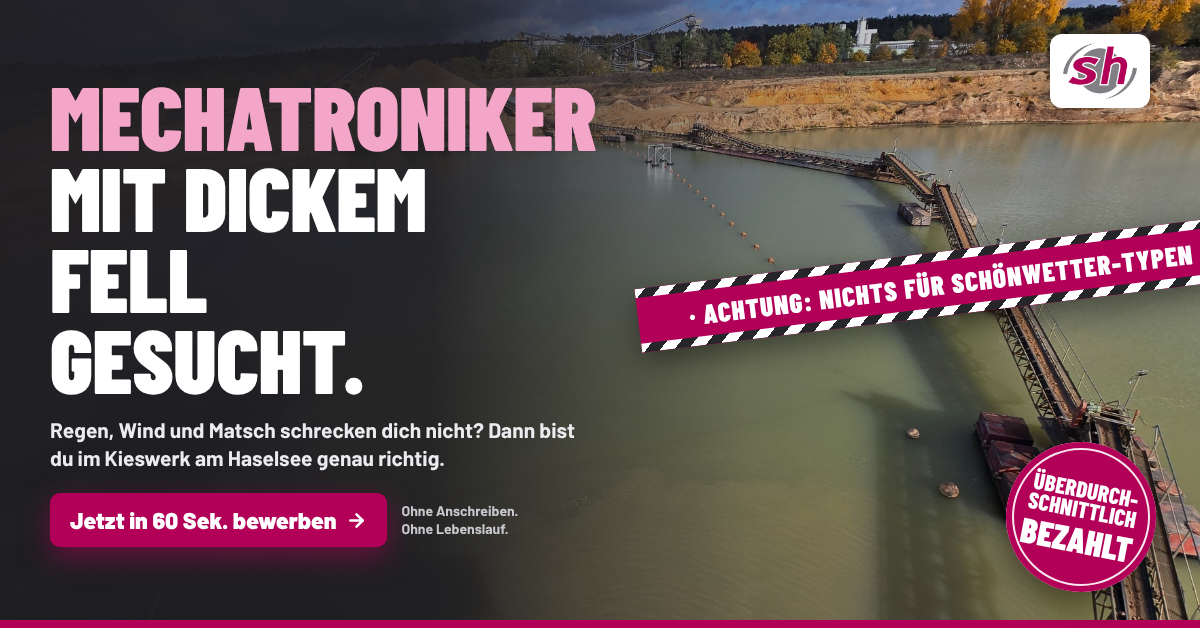 sh
MECHATRONIKER
MIT DICKEM
FELL
GESUCHT.
· ACHTUNG: NICHTS FÜR SCHÖNWETTER-TYPEN
Regen, Wind und Matsch schrecken dich nicht? Dann bist
du im Kieswerk am Haselsee genau richtig.
Jetzt in 60 Sek. bewerben →
Ohne Anschreiben.
Ohne Lebenslauf.
ÜBERDURCH-
SCHNITTLICH
BEZAHLT